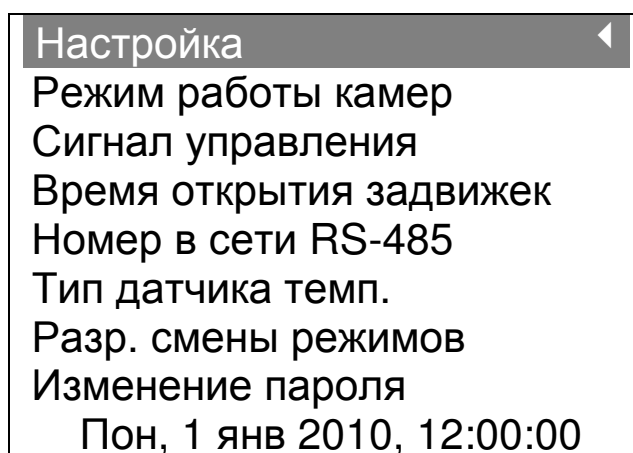 Настройка
Режим работы камер
Сигнал управления
Время открытия задвижек
Номер в сети RS-485
Тип датчика темп.
Разр. смены режимов
Изменение пароля
Пон, 1 янв 2010, 12:00:00